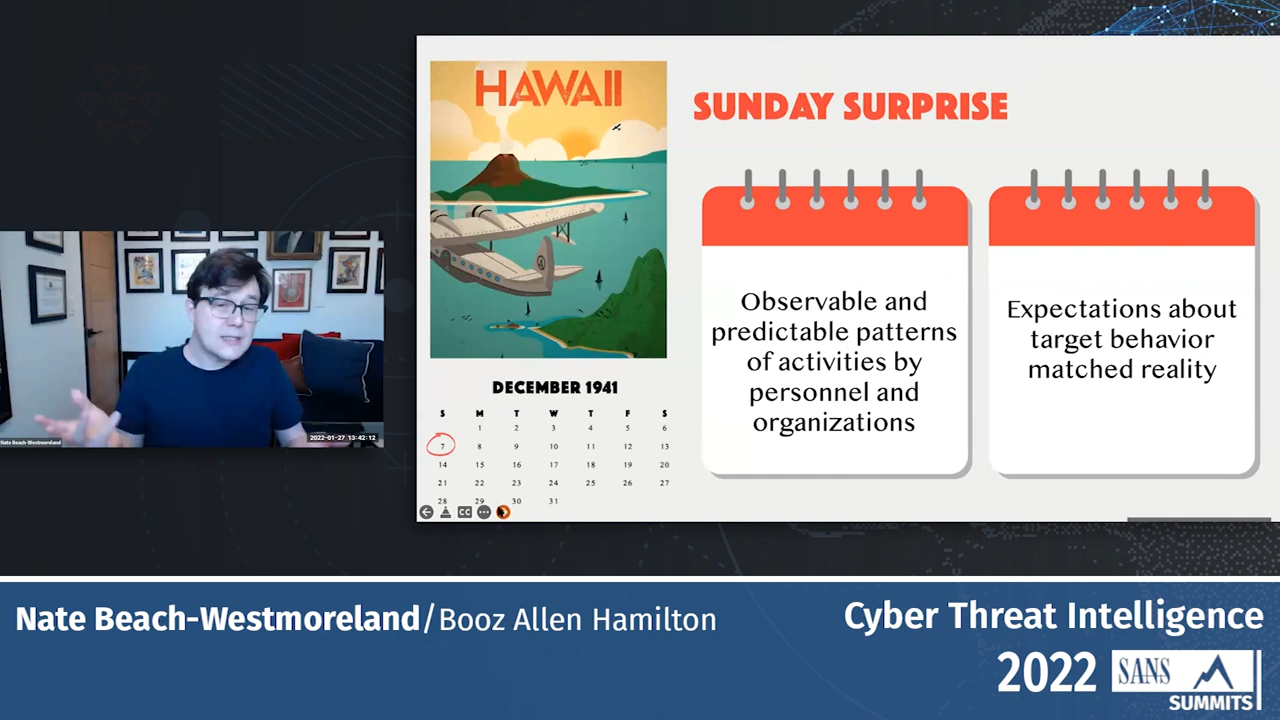 HAWAII
SUNDAY SURPRISE
Observable and
predictable patterns
of activities by
personnel and
organizations
Expectations about
target behavior
matched reality
DECEMBER 1941
S M T W T F S
1 2 3 4 5 6
7 8 9 10 11 12 13
14 15 16 17 18 19 20
21 22 23 24 25 26 27
28 29 30 31
CC
Nate Beach-Westmoreland
2022-01-27 13:42:12
Nate Beach-Westmoreland/Booz Allen Hamilton
Cyber Threat Intelligence
2022
SANS
SUMMITS